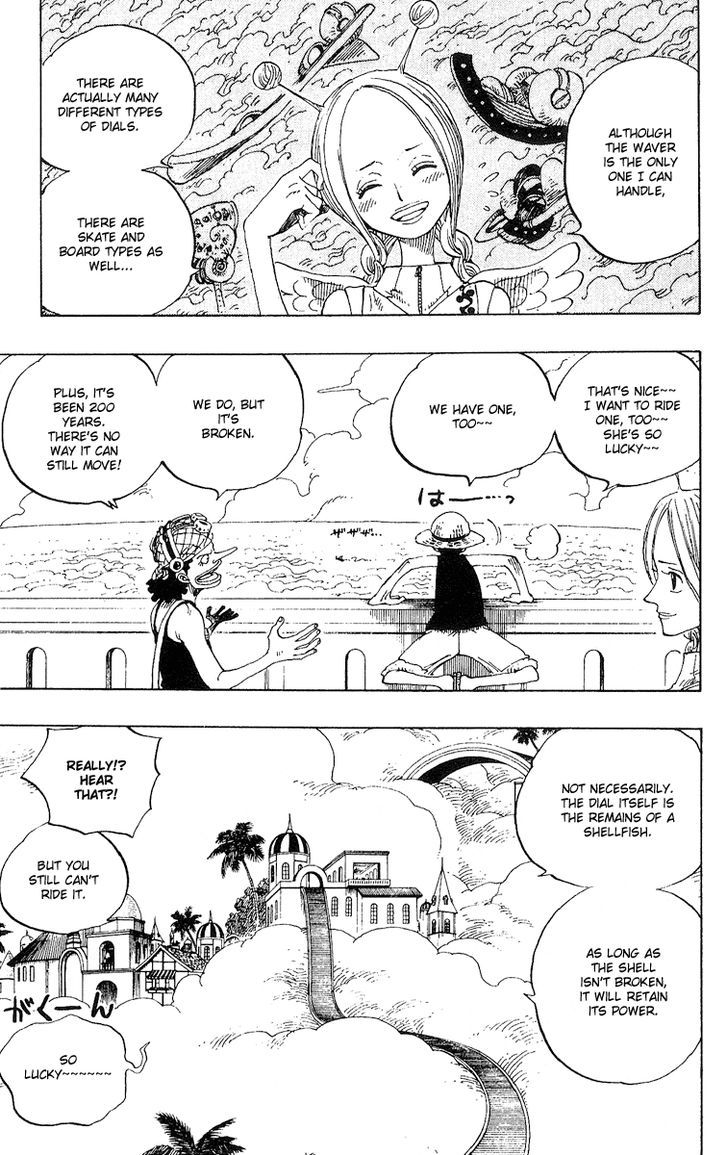 ALTHOUGH
THE WAVER
IS THE ONLY
ONE I CAN
HANDLE,
THERE ARE
ACTUALLY MANY
DIFFERENT TYPES
OF DIALS.
THERE ARE
SKATE AND
BOARD TYPES
AS WELL...
THAT'S NICE~~
I WANT TO RIDE
ONE, TOO~~
SHE'S SO
LUCKY~~
WE HAVE ONE,
TOO~~
WE DO, BUT
IT'S
BROKEN.
PLUS, IT'S
BEEN 200
YEARS.
THERE'S NO
WAY IT CAN
STILL MOVE!
はー…っ
ザザザ…
NOT NECESSARILY.
THE DIAL ITSELF IS
THE REMAINS OF A
SHELLFISH.
AS LONG AS
THE SHELL
ISN'T BROKEN,
IT WILL RETAIN
ITS POWER.
REALLY!?
HEAR
THAT?!
BUT YOU
STILL CAN'T
RIDE IT.
がくーん
SO
LUCKY~~~~~~